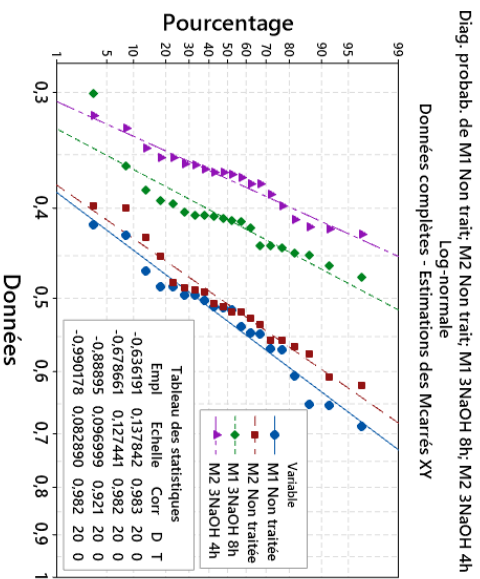 Diag. probab. de M1 Non trait; M2 Non trait; M1 3NaOH 8h; M2 3NaOH 4h
Log-normale
Données complètes - Estimations des Mcarrés XY
Pourcentage
99
95
90
80
70
60
50
40
30
20
10
5
1
0,3
0,4
0,5
0,6
0,7
0,8
0,9
1
Données
Variable
M1 Non traitée
M2 Non traitée
M1 3NaOH 8h
M2 3NaOH 4h
Tableau des statistiques
Empl Echelle Corr D T
-0,636191 0,137842 0,983 20 0
-0,678661 0,127441 0,982 20 0
-0,88895 0,096999 0,921 20 0
-0,990178 0,082890 0,982 20 0